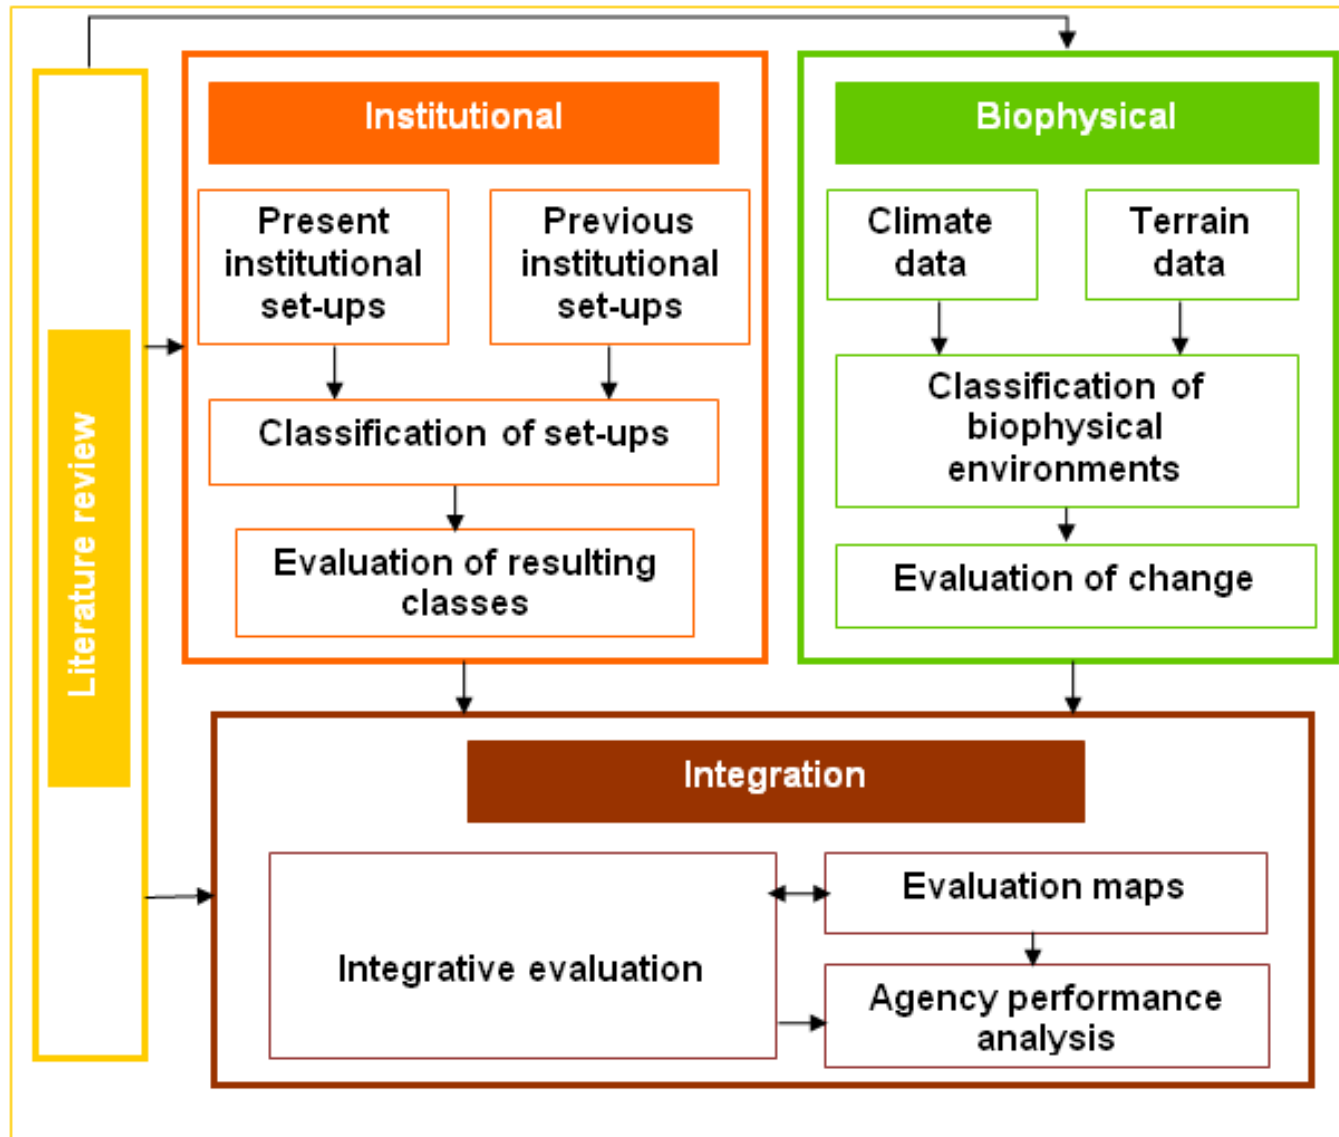 Literature review
Institutional
Present
institutional
set-ups
Previous
institutional
set-ups
Classification of set-ups
Evaluation of resulting
classes
Biophysical
Climate
data
Terrain
data
Classification of
biophysical
environments
Evaluation of change
Integration
Integrative evaluation
Evaluation maps
Agency performance
analysis